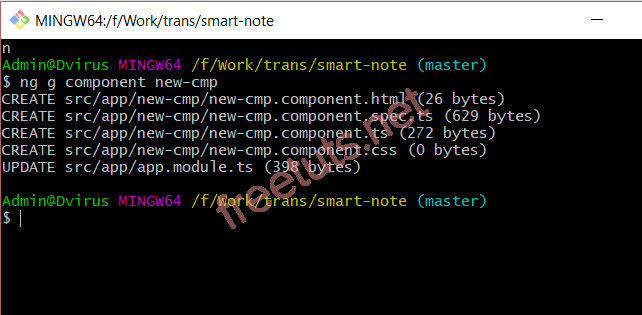 MINGW64:/f/Work/trans/smart-note
n
Admin@Dvirus MINGW64 /f/Work/trans/smart-note (master)
$ ng g component new-cmp
CREATE src/app/new-cmp/new-cmp.component.html (26 bytes)
CREATE src/app/new-cmp/new-cmp.component.spec.ts (629 bytes)
CREATE src/app/new-cmp/new-cmp.component.ts (272 bytes)
CREATE src/app/new-cmp/new-cmp.component.css (0 bytes)
UPDATE src/app/app.module.ts (398 bytes)
Admin@Dvirus MINGW64 /f/Work/trans/smart-note (master)
$
freetuts.net